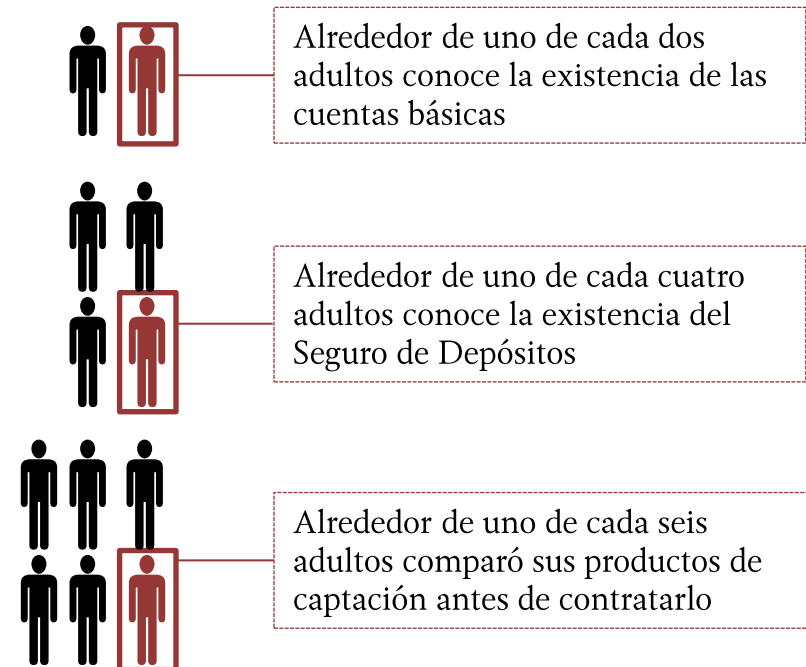 Alrededor de uno de cada dos
adultos conoce la existencia de las
cuentas básicas
Alrededor de uno de cada cuatro
adultos conoce la existencia del
Seguro de Depósitos
Alrededor de uno de cada seis
adultos comparó sus productos de
captación antes de contratarlo